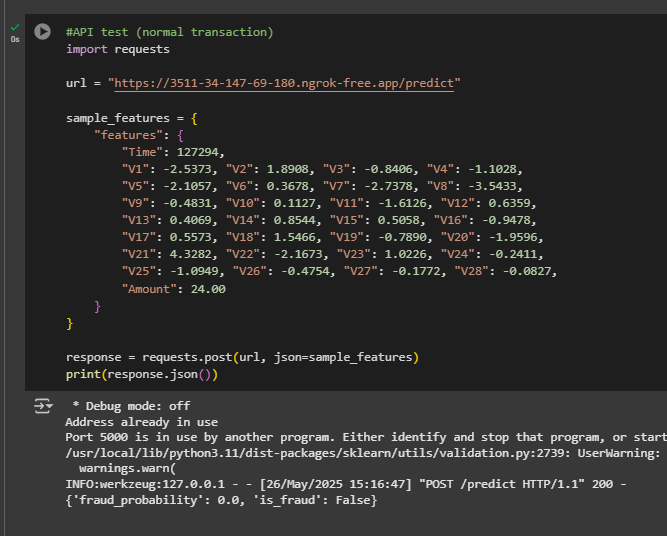 0s
#API test (normal transaction)
import requests
url = "https://3511-34-147-69-180.ngrok-free.app/predict"
sample_features = {
    "features": {
        "Time": 127294,
        "V1": -2.5373, "V2": 1.8908, "V3": -0.8406, "V4": -1.1028,
        "V5": -2.1057, "V6": 0.3678, "V7": -2.7378, "V8": -3.5433,
        "V9": -0.4831, "V10": 0.1127, "V11": -1.6126, "V12": 0.6359,
        "V13": 0.4069, "V14": 0.8544, "V15": 0.5058, "V16": -0.9478,
        "V17": 0.5573, "V18": 1.5466, "V19": -0.7890, "V20": -1.9596,
        "V21": 4.3282, "V22": -2.1673, "V23": 1.0226, "V24": -0.2411,
        "V25": -1.0949, "V26": -0.4754, "V27": -0.1772, "V28": -0.0827,
        "Amount": 24.00
    }
}
response = requests.post(url, json=sample_features)
print(response.json())
 * Debug mode: off
Address already in use
Port 5000 is in use by another program. Either identify and stop that program, or start
/usr/local/lib/python3.11/dist-packages/sklearn/utils/validation.py:2739: UserWarning:
  warnings.warn(
INFO:werkzeug:127.0.0.1 - - [26/May/2025 15:16:47] "POST /predict HTTP/1.1" 200 -
{'fraud_probability': 0.0, 'is_fraud': False}